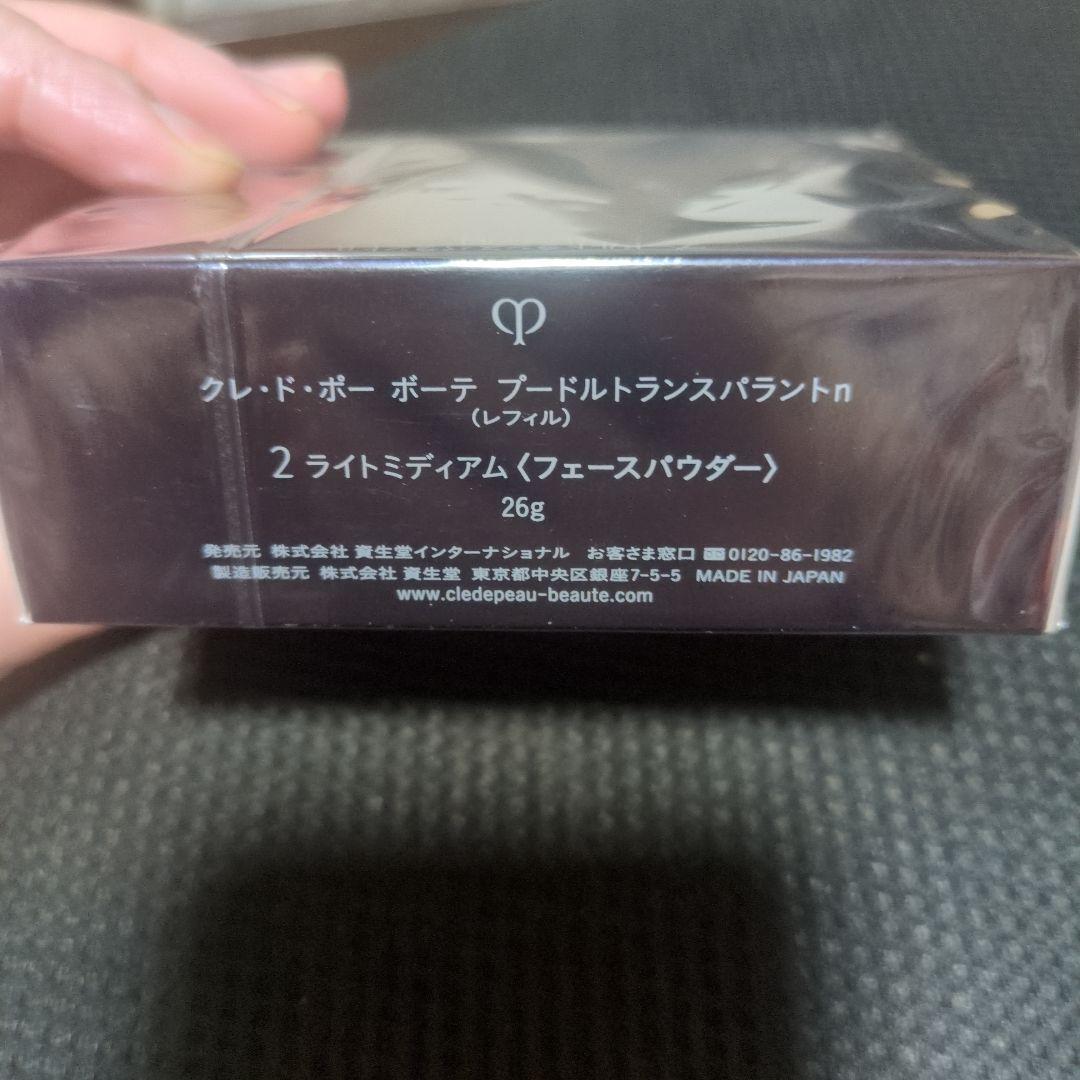 クレ・ド・ポー ボーテ プードルトランスパラントn
(レフィル)
2 ライトミディアム〈フェースパウダー〉
26g
発売元 株式会社 資生堂インターナショナル お客さま窓口 0120-86-1982
製造販売元 株式会社 資生堂 東京都中央区銀座7-5-5 MADE IN JAPAN
www.cledepeau-beaute.com